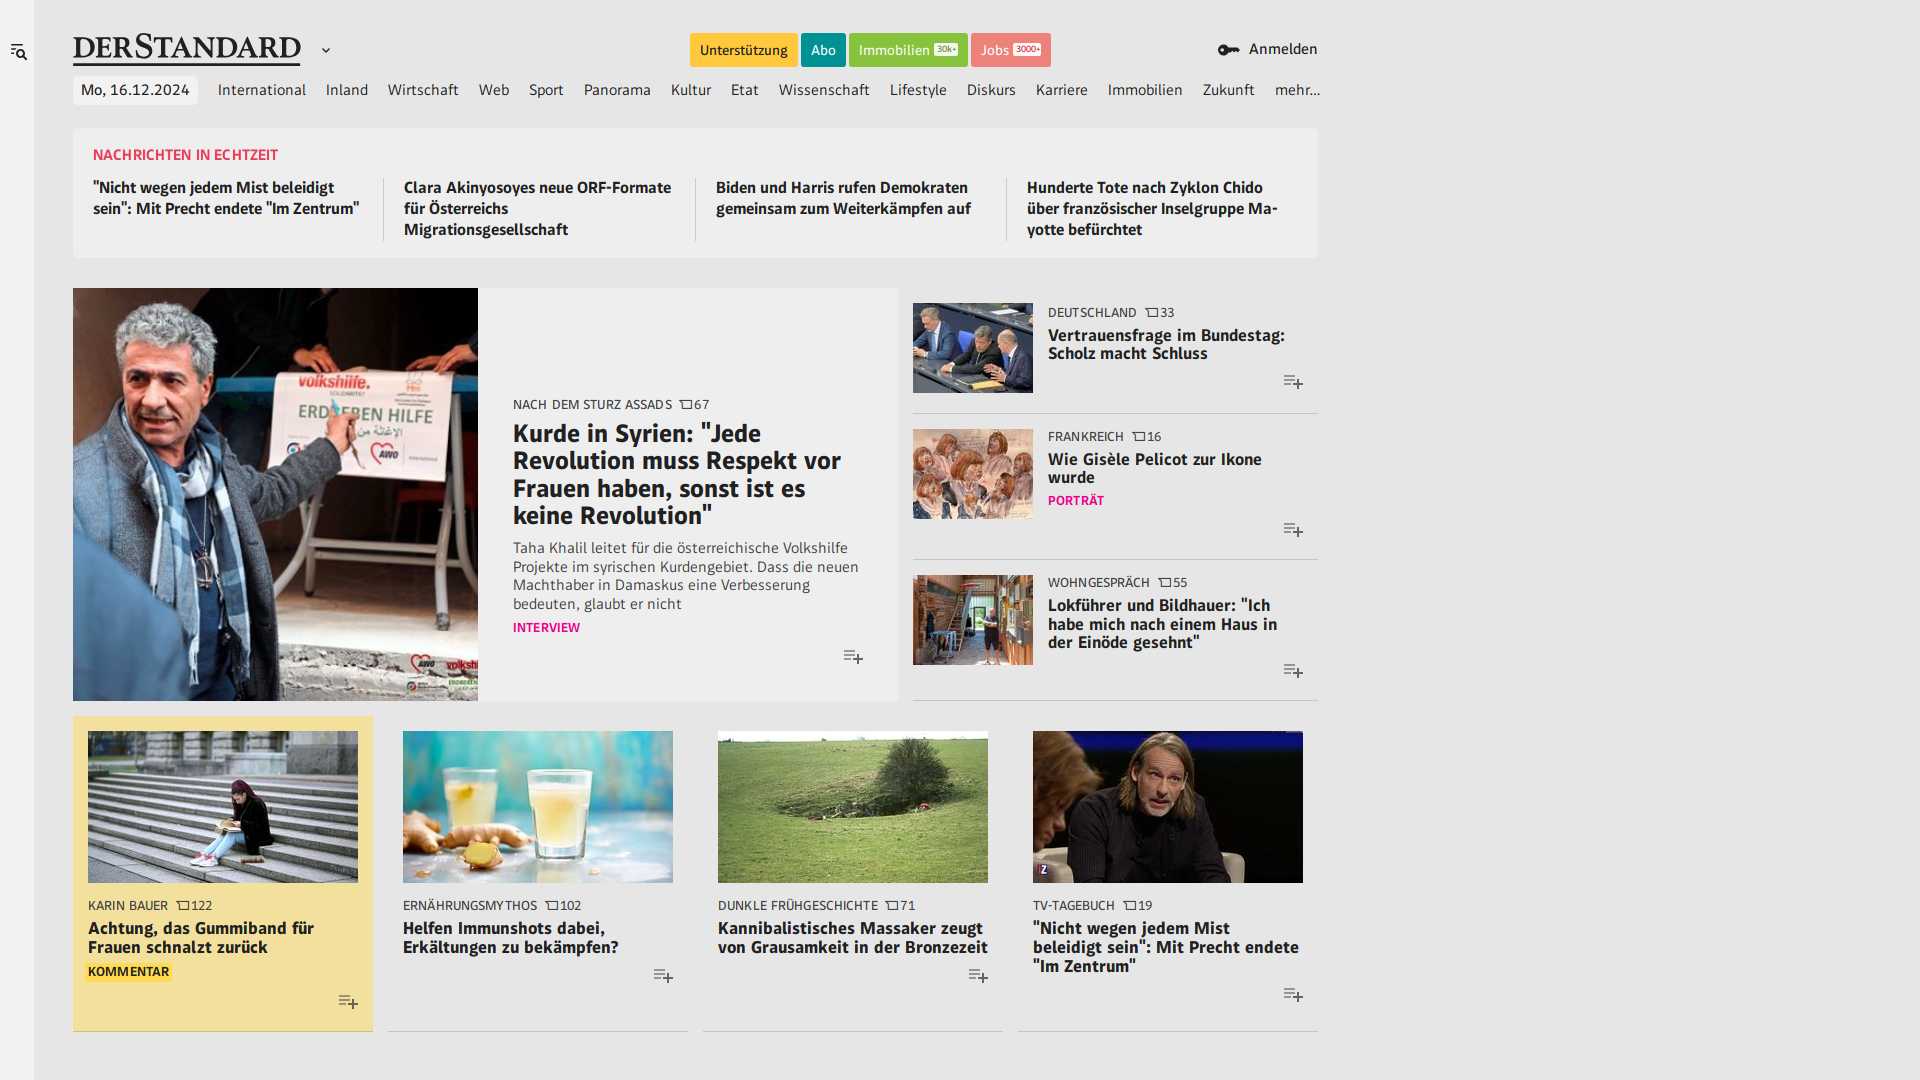 DERSTANDARD
Unterstützung
Abo
Immobilien 30k+
Jobs 3000+
Anmelden
Mo, 16.12.2024
International
Inland
Wirtschaft
Web
Sport
Panorama
Kultur
Etat
Wissenschaft
Lifestyle
Diskurs
Karriere
Immobilien
Zukunft
mehr...
NACHRICHTEN IN ECHTZEIT
"Nicht wegen jedem Mist beleidigt
sein": Mit Precht endete "Im Zentrum"
Clara Akinyosoyes neue ORF-Formate
für Österreichs
Migrationsgesellschaft
Biden und Harris rufen Demokraten
gemeinsam zum Weiterkämpfen auf
Hunderte Tote nach Zyklon Chido
über französischer Inselgruppe Ma-
yotte befürchtet
volkshilfe.
SOLIDARITÄT
ERDBEBEN HILFE
AWO
International
AWO
NACH DEM STURZ ASSADS 67
Kurde in Syrien: "Jede
Revolution muss Respekt vor
Frauen haben, sonst ist es
keine Revolution"
Taha Khalil leitet für die österreichische Volkshilfe
Projekte im syrischen Kurdengebiet. Dass die neuen
Machthaber in Damaskus eine Verbesserung
bedeuten, glaubt er nicht
INTERVIEW
DEUTSCHLAND 33
Vertrauensfrage im Bundestag:
Scholz macht Schluss
FRANKREICH 16
Wie Gisèle Pelicot zur Ikone
wurde
PORTRÄT
WOHNGESPRÄCH 55
Lokführer und Bildhauer: "Ich
habe mich nach einem Haus in
der Einöde gesehnt"
KARIN BAUER 122
Achtung, das Gummiband für
Frauen schnalzt zurück
KOMMENTAR
ERNÄHRUNGSMYTHOS 102
Helfen Immunshots dabei,
Erkältungen zu bekämpfen?
DUNKLE FRÜHGESCHICHTE 71
Kannibalistisches Massaker zeugt
von Grausamkeit in der Bronzezeit
TV-TAGEBUCH 19
"Nicht wegen jedem Mist
beleidigt sein": Mit Precht endete
"Im Zentrum"